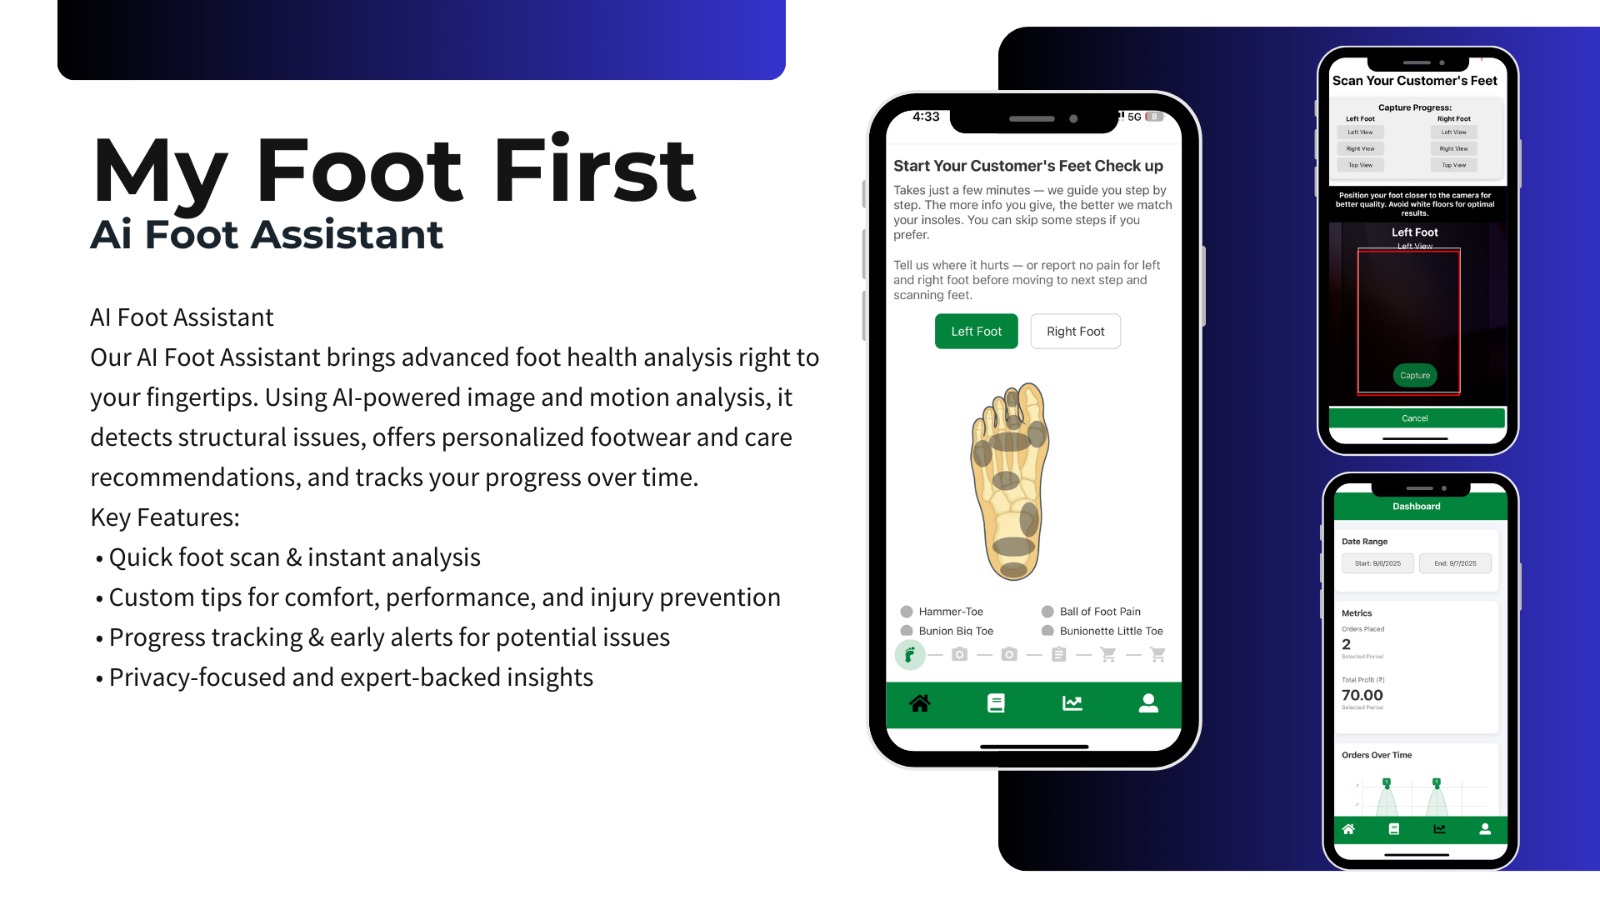 My Foot First
Ai Foot Assistant
AI Foot Assistant
Our AI Foot Assistant brings advanced foot health analysis right to
your fingertips. Using AI-powered image and motion analysis, it
detects structural issues, offers personalized footwear and care
recommendations, and tracks your progress over time.
Key Features:
• Quick foot scan & instant analysis
• Custom tips for comfort, performance, and injury prevention
• Progress tracking & early alerts for potential issues
• Privacy-focused and expert-backed insights
4:33
5G 8
Start Your Customer's Feet Check up
Takes just a few minutes — we guide you step by
step. The more info you give, the better we match
your insoles. You can skip some steps if you
prefer.
Tell us where it hurts — or report no pain for left
and right foot before moving to next step and
scanning feet.
Left Foot Right Foot
Hammer-Toe Ball of Foot Pain
Bunion Big Toe Bunionette Little Toe
Scan Your Customer's Feet
Capture Progress:
Left Foot Right Foot
Left View Left View
Right View Right View
Top View Top View
Position your foot closer to the camera for
better quality. Avoid white floors for optimal
results.
Left Foot
Left View
Capture
Cancel
Dashboard
Date Range
Start: 9/6/2025 End: 9/7/2025
Metrics
Orders Placed
2
Selected Period
Total Profit (₹)
70.00
Selected Period
Orders Over Time